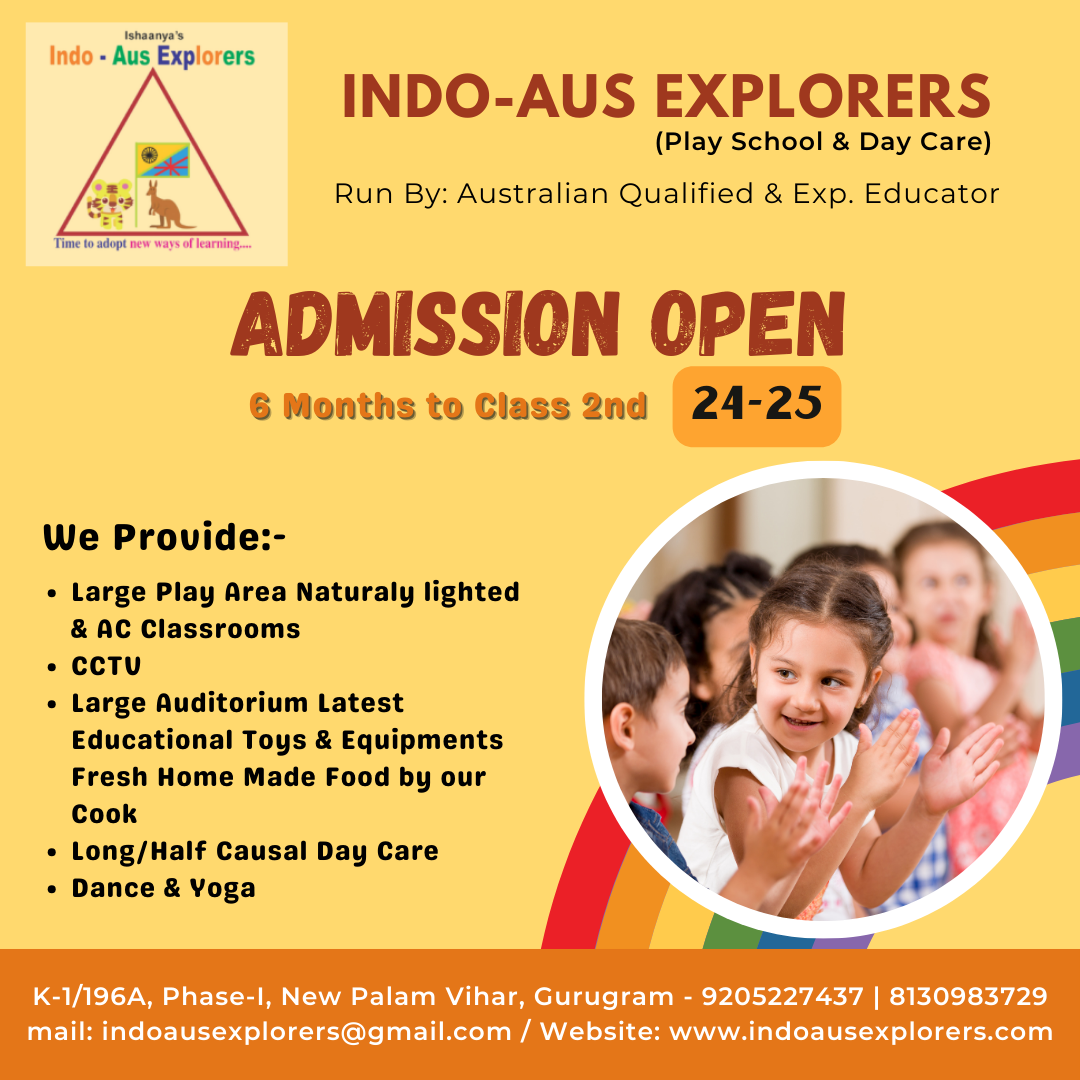 Ishaanya's
Indo - Aus Explorers
Time to adopt new ways of learning....
INDO-AUS EXPLORERS
(Play School & Day Care)
Run By: Australian Qualified & Exp. Educator
ADMISSION OPEN
6 Months to Class 2nd
24-25
We Provide:-
• Large Play Area Naturaly lighted
& AC Classrooms
• CCTV
• Large Auditorium Latest
Educational Toys & Equipments
Fresh Home Made Food by our
Cook
• Long/Half Causal Day Care
• Dance & Yoga
K-1/196A, Phase-I, New Palam Vihar, Gurugram - 9205227437 | 8130983729
mail: indoausexplorers@gmail.com / Website: www.indoausexplorers.com